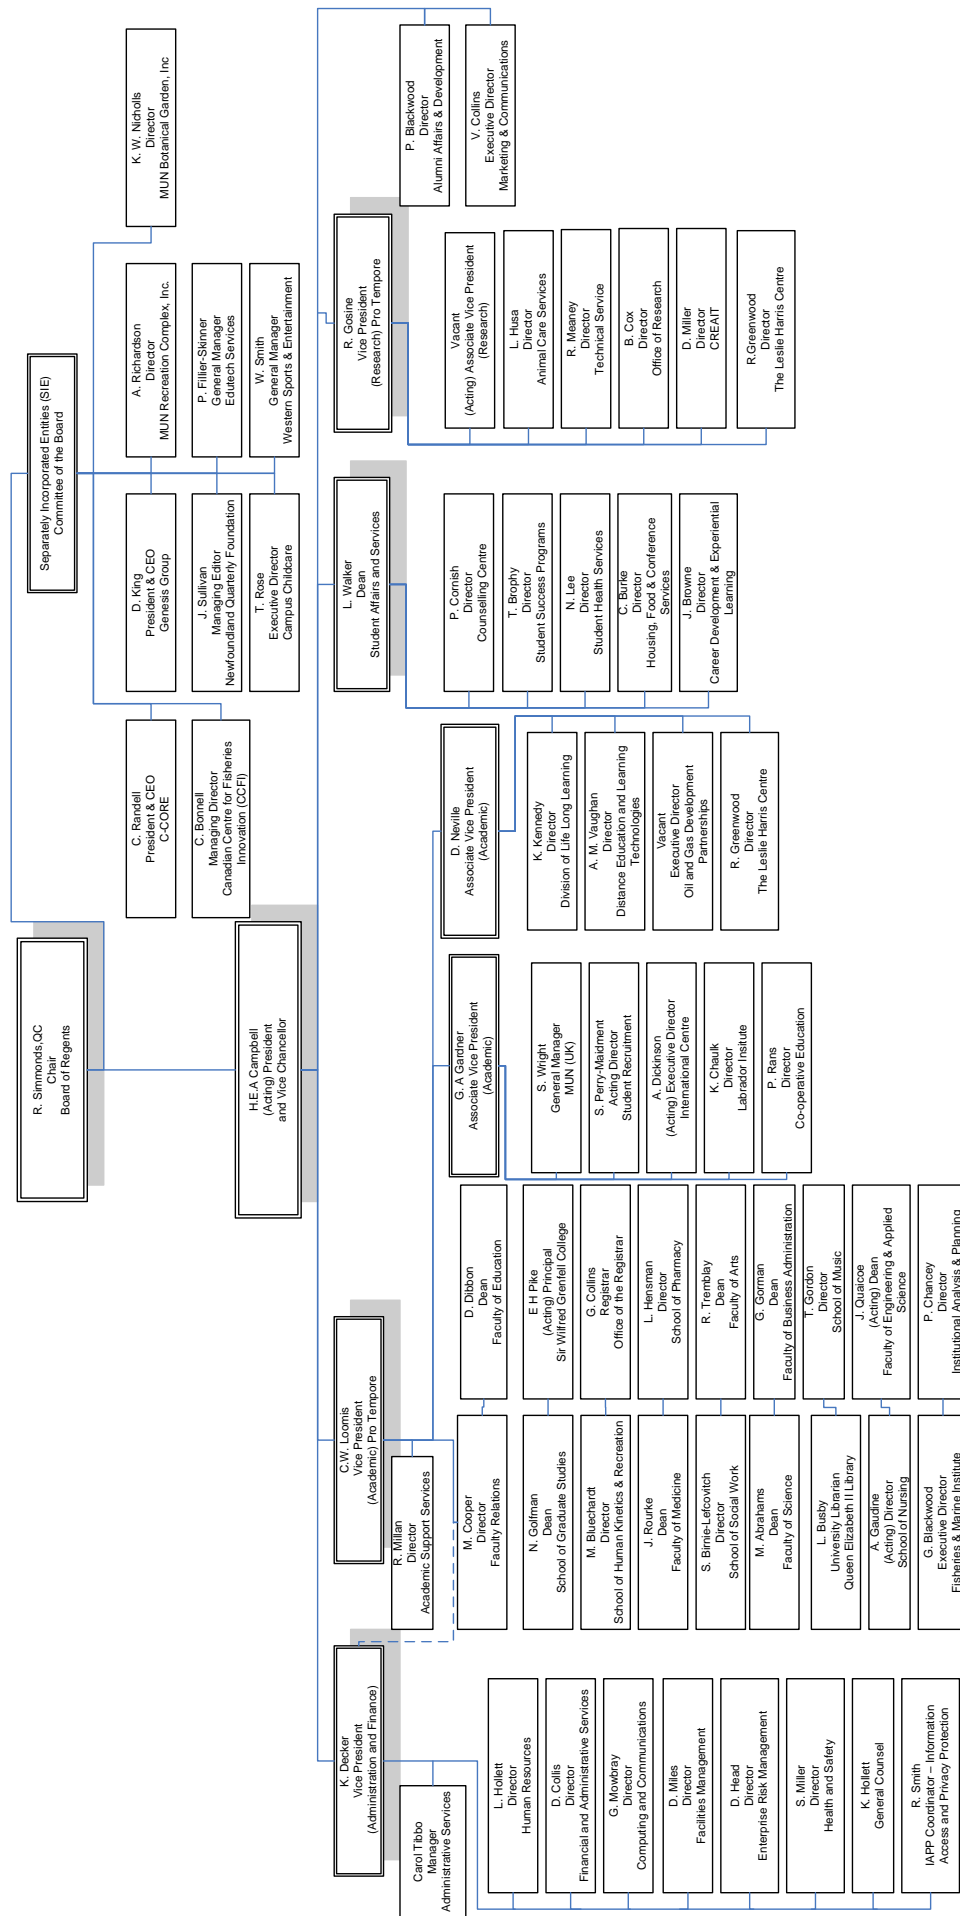 R. Simmonds,QC
Chair
Board of Regents
Separately Incorporated Entities (SIE)
Committee of the Board
C. Randell
President & CEO
C-CORE
D. King
President & CEO
Genesis Group
A. Richardson
Director
MUN Recreation Complex, Inc.
K. W. Nicholls
Director
MUN Botanical Garden, Inc
C. Bonnell
Managing Director
Canadian Centre for Fisheries
Innovation (CCFI)
J. Sullivan
Managing Editor
Newfoundland Quarterly Foundation
P. Fillier-Skinner
General Manager
Edutech Services
T. Rose
Executive Director
Campus Childcare
W. Smith
General Manager
Western Sports & Entertainment
H.E.A Campbell
(Acting) President
and Vice Chancellor
K. Decker
Vice President
(Administration and Finance)
C.W. Loomis
Vice President
(Academic) Pro Tempore
L. Walker
Dean
Student Affairs and Services
R. Gosine
Vice President
(Research) Pro Tempore
P. Blackwood
Director
Alumni Affairs & Development
V. Collins
Executive Director
Marketing & Communications
Carol Tibbo
Manager
Administrative Services
L. Hollett
Director
Human Resources
D. Collis
Director
Financial and Administrative Services
G. Mowbray
Director
Computing and Communications
D. Miles
Director
Facilities Management
D. Head
Director
Enterprise Risk Management
S. Miller
Director
Health and Safety
K. Hollett
General Counsel
R. Smith
IAPP Coordinator – Information
Access and Privacy Protection
R. Millan
Director
Academic Support Services
M. Cooper
Director
Faculty Relations
D. Dibbon
Dean
Faculty of Education
N. Golfman
Dean
School of Graduate Studies
E H Pike
(Acting) Principal
Sir Wilfred Grenfell College
M. Bluechardt
Director
School of Human Kinetics & Recreation
G. Collins
Registrar
Office of the Registrar
J. Rourke
Dean
Faculty of Medicine
L. Hensman
Director
School of Pharmacy
S. Birnie-Lefcovitch
Director
School of Social Work
R. Tremblay
Dean
Faculty of Arts
M. Abrahams
Dean
Faculty of Science
G. Gorman
Dean
Faculty of Business Administration
L. Busby
University Librarian
Queen Elizabeth II Library
T. Gordon
Director
School of Music
A. Gaudine
(Acting) Director
School of Nursing
J. Quaicoe
(Acting) Dean
Faculty of Engineering & Applied
Science
G. Blackwood
Executive Director
Fisheries & Marine Institute
P. Chancey
Director
Institutional Analysis & Planning
G. A Gardner
Associate Vice President
(Academic)
S. Wright
General Manager
MUN (UK)
S. Perry-Maidment
Acting Director
Student Recruitment
A. Dickinson
(Acting) Executive Director
International Centre
K. Chaulk
Director
Labrador Insitute
P. Rans
Director
Co-operative Education
D. Neville
Associate Vice President
(Academic)
K. Kennedy
Director
Division of Life Long Learning
A. M. Vaughan
Director
Distance Education and Learning
Technologies
Vacant
Executive Director
Oil and Gas Development
Partnerships
R. Greenwood
Director
The Leslie Harris Centre
P. Cornish
Director
Counselling Centre
T. Brophy
Director
Student Success Programs
N. Lee
Director
Student Health Services
C. Burke
Director
Housing, Food & Conference
Services
J. Browne
Director
Career Development & Experiential
Learning
Vacant
(Acting) Associate Vice President
(Research)
L. Husa
Director
Animal Care Services
R. Meaney
Director
Technical Service
B. Cox
Director
Office of Research
D. Miller
Director
CREAIT
R.Greenwood
Director
The Leslie Harris Centre